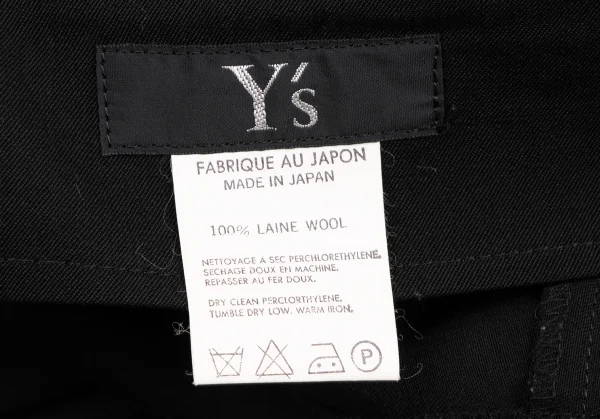 Y's
FABRIQUE AU JAPON
MADE IN JAPAN
100% LAINE WOOL
NETTOYAGE A SEC PERCHLORETHYLENE.
SECHAGE DOUX EN MACHINE.
REPASSER AU FER DOUX.
DRY CLEAN PERCLORTHYLENE.
TUMBLE DRY LOW. WARM IRON.
P